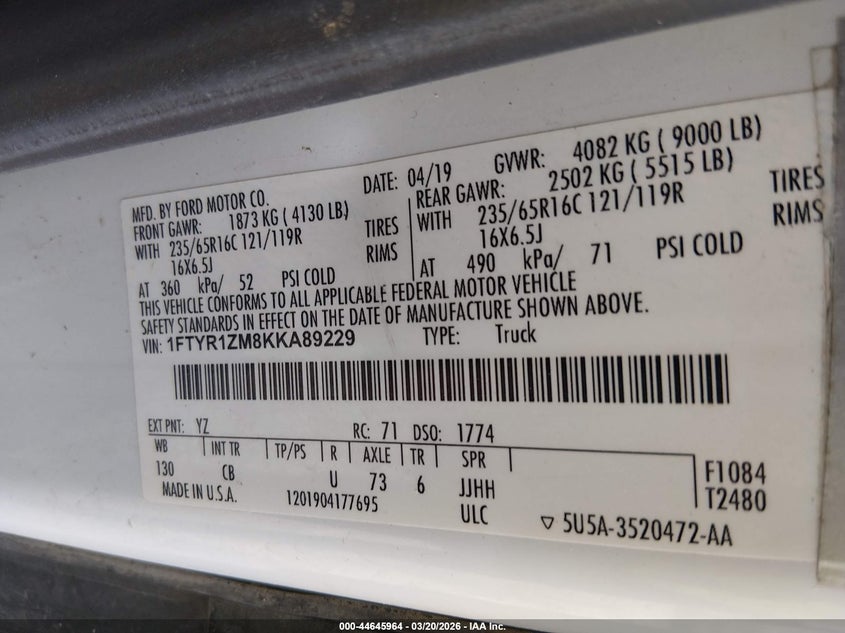 MFD. BY FORD MOTOR CO.
DATE: 04/19
GVWR: 4082 KG ( 9000 LB)
FRONT GAWR: 1873 KG ( 4130 LB)
WITH 235/65R16C 121/119R TIRES
16X6.5J RIMS
AT 360 kPa/ 52 PSI COLD
REAR GAWR: 2502 KG ( 5515 LB)
WITH 235/65R16C 121/119R TIRES
16X6.5J RIMS
AT 490 kPa/ 71 PSI COLD
THIS VEHICLE CONFORMS TO ALL APPLICABLE FEDERAL MOTOR VEHICLE
SAFETY STANDARDS IN EFFECT ON THE DATE OF MANUFACTURE SHOWN ABOVE.
VIN: 1FTYR1ZM8KKA89229 TYPE: Truck
EXT PNT: YZ RC: 71 DSO: 1774
WB INT TR TP/PS R AXLE TR SPR
130 CB U 73 6 JJHH F1084
MADE IN U.S.A. 1201904177695 ULC T2480
5U5A-3520472-AA
000-44645964 - 03/20/2026 - IAA Inc.